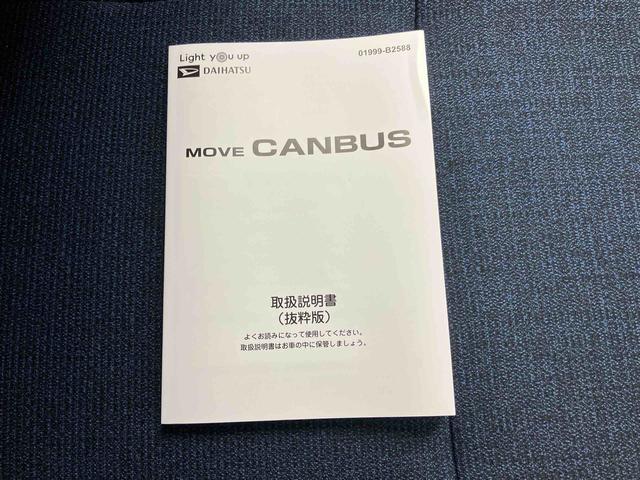 Light you up
DAIHATSU
01999-B2588
MOVE CANBUS
取扱説明書
（抜粋版）
よくお読みになって使用してください。
取扱説明書はお車の中に保管しましょう。